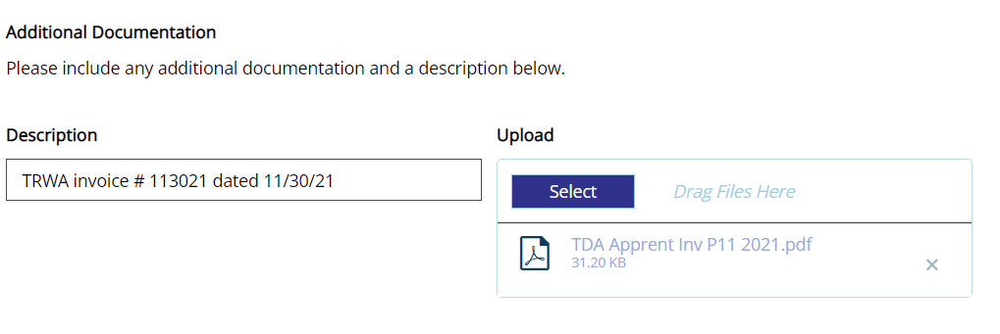 Additional Documentation
Please include any additional documentation and a description below.
Description
Upload
TRWA invoice # 113021 dated 11/30/21
Select
Drag Files Here
TDA Apprent Inv P11 2021.pdf
31.20 KB